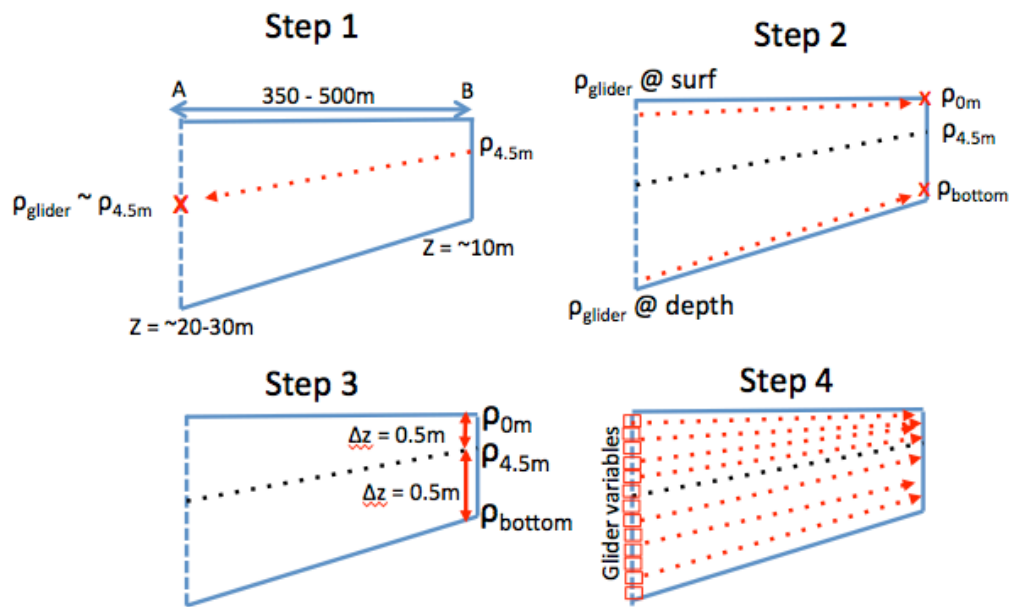 Step 1
A
B
350 - 500m
ρ4.5m
ρglider ~ ρ4.5m
Z = ~10m
Z = ~20-30m
Step 2
ρglider @ surf
ρ0m
ρ4.5m
ρbottom
ρglider @ depth
Step 3
ρ0m
Δz = 0.5m
ρ4.5m
Δz = 0.5m
ρbottom
Step 4
Glider variables